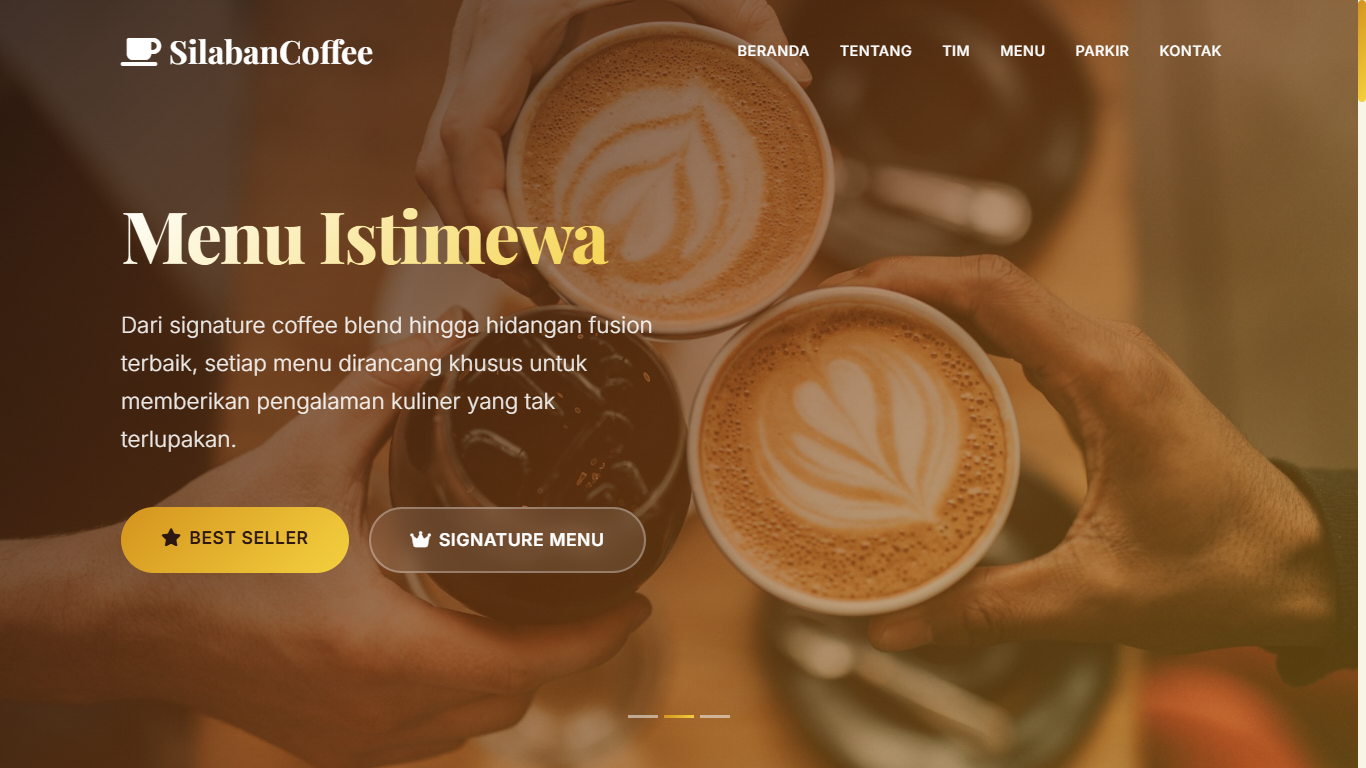 SilabanCoffee
BERANDA TENTANG TIM MENU PARKIR KONTAK
Menu Istimewa
Dari signature coffee blend hingga hidangan fusion
terbaik, setiap menu dirancang khusus untuk
memberikan pengalaman kuliner yang tak
terlupakan.
BEST SELLER
SIGNATURE MENU